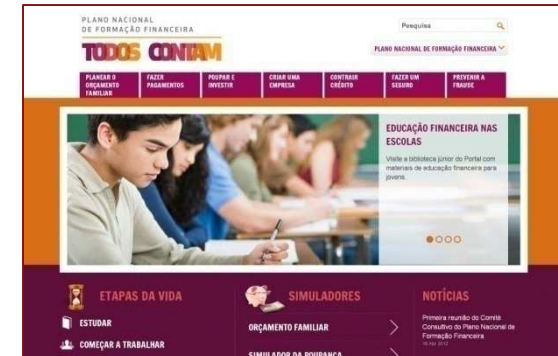 PLANO NACIONAL
DE FORMAÇÃO FINANCEIRA
TODOS CONTAM
Pesquisa
PLANO NACIONAL DE FORMAÇÃO FINANCEIRA
PLANEAR O
ORÇAMENTO
FAMILIAR
FAZER
PAGAMENTOS
POUPAR E
INVESTIR
CRIAR UMA
EMPRESA
CONTRAIR
CRÉDITO
FAZER UM
SEGURO
PREVENIR A
FRAUDE
EDUCAÇÃO FINANCEIRA NAS
ESCOLAS
Visite a biblioteca júnior do Portal com
materiais de educação financeira para
jovens.
ETAPAS DA VIDA
ESTUDAR
COMEÇAR A TRABALHAR
SIMULADORES
ORÇAMENTO FAMILIAR
SIMULADOR DA POUPANÇA
NOTÍCIAS
Primeira reunião do Comité
Consultivo do Plano Nacional de
Formação Financeira
2012